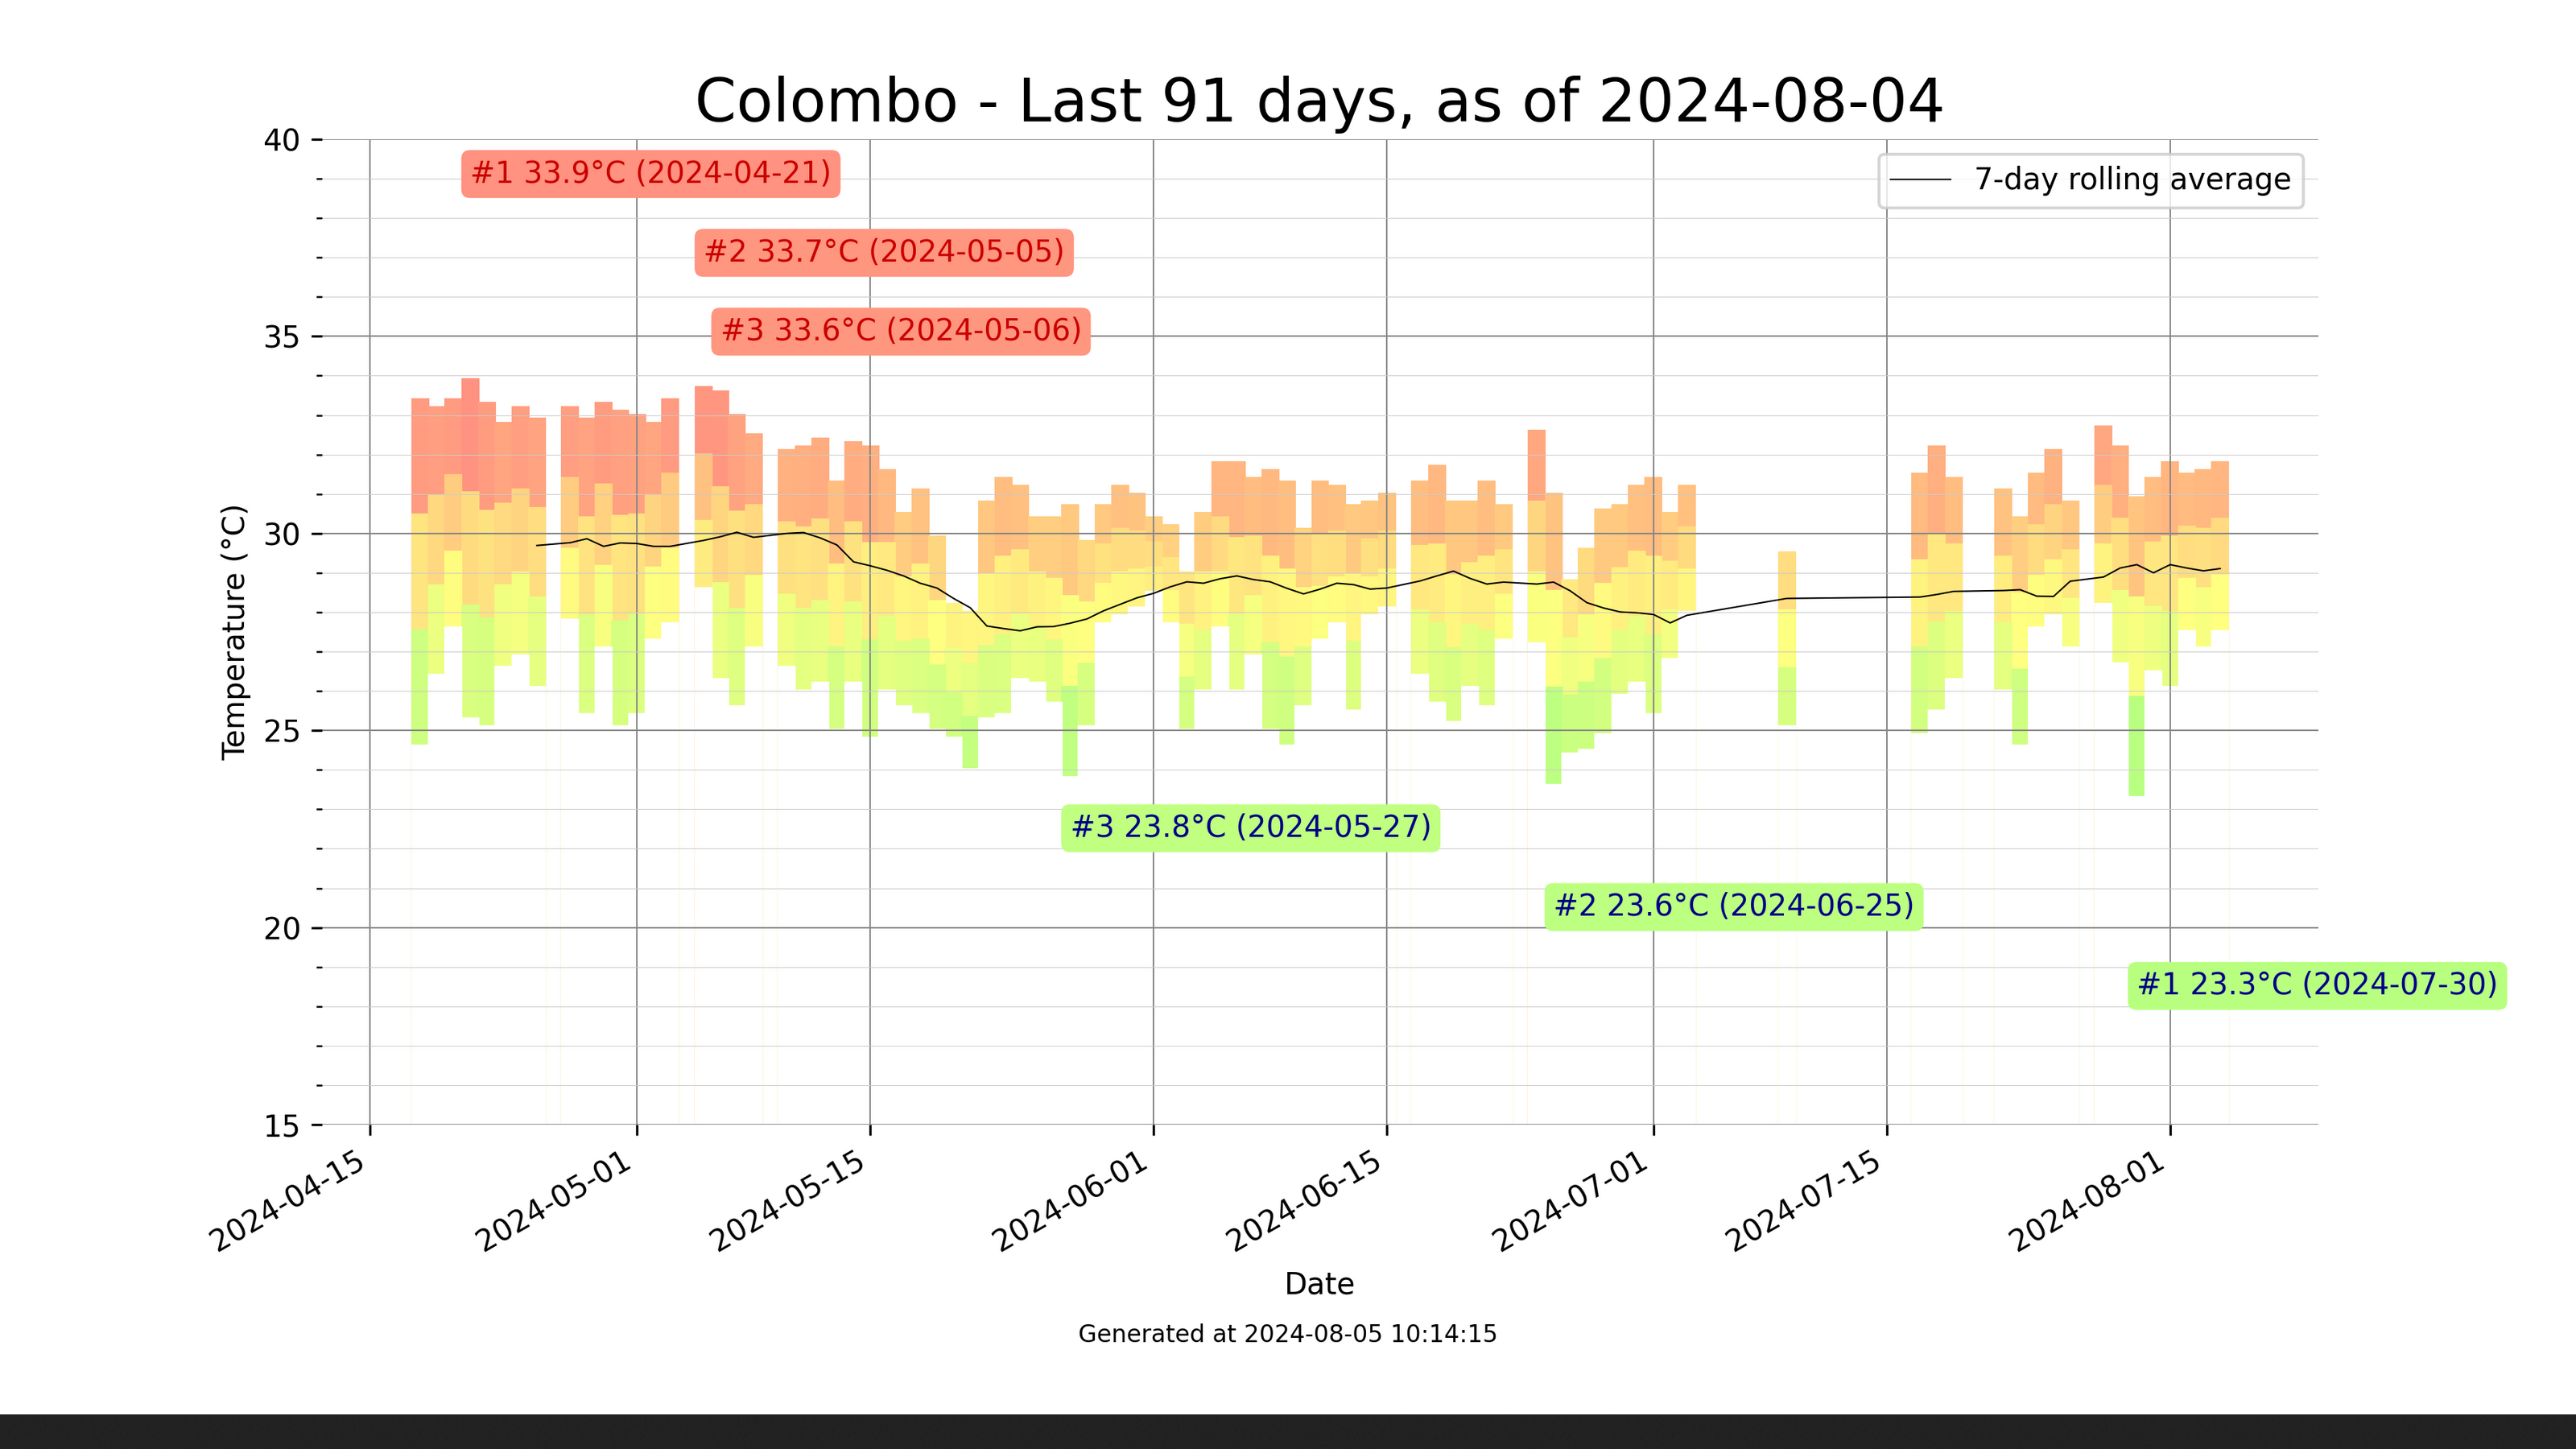 Colombo - Last 91 days, as of 2024-08-04
40
#1 33.9°C (2024-04-21)
7-day rolling average
#2 33.7°C (2024-05-05)
#3 33.6°C (2024-05-06)
35
30
25
20
15
Temperature (°C)
#3 23.8°C (2024-05-27)
#2 23.6°C (2024-06-25)
#1 23.3°C (2024-07-30)
2024-04-15
2024-05-01
2024-05-15
2024-06-01
2024-06-15
2024-07-01
2024-07-15
2024-08-01
Date
Generated at 2024-08-05 10:14:15